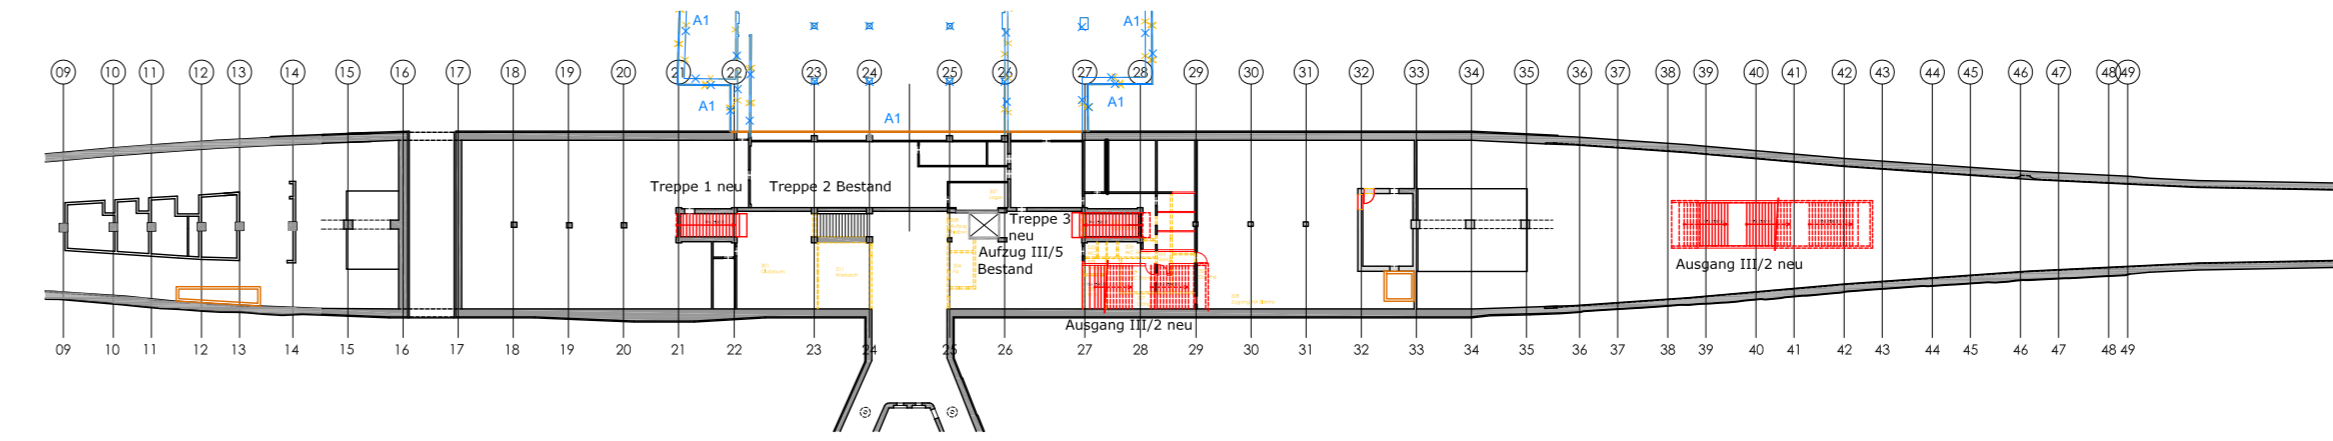 A1 A1
09 10 11 12 13 14 15 16 17 18 19 20 21 22 23 24 25 26 27 28 29 30 31 32 33 34 35 36 37 38 39 40 41 42 43 44 45 46 47 48 49
A1 A1
A1
Treppe 1 neu
Treppe 2 Bestand
Treppe 3
neu
Aufzug III/5
Bestand
Ausgang III/2 neu
Ausgang III/2 neu
09 10 11 12 13 14 15 16 17 18 19 20 21 22 23 24 25 26 27 28 29 30 31 32 33 34 35 36 37 38 39 40 41 42 43 44 45 46 47 48 49